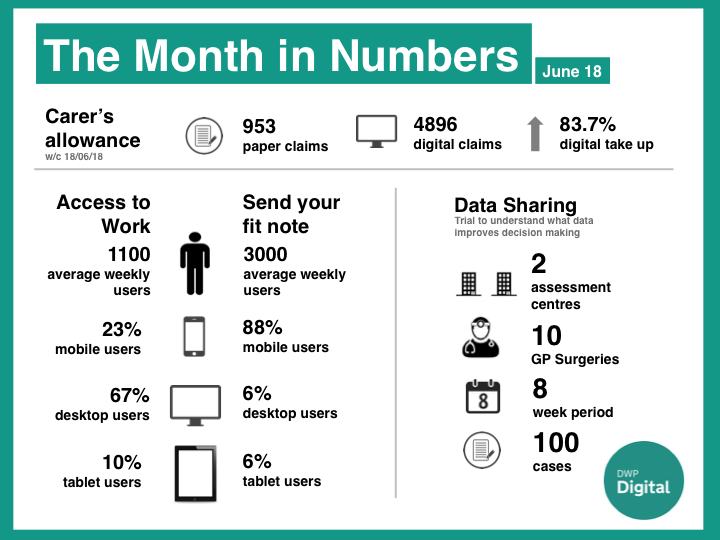 The Month in Numbers
June 18
Carer's
allowance
w/c 18/06/18
953
paper claims
4896
digital claims
83.7%
digital take up
Access to
Work
1100
average weekly
users
23%
mobile users
67%
desktop users
10%
tablet users
Send your
fit note
3000
average weekly
users
88%
mobile users
6%
desktop users
6%
tablet users
Data Sharing
Trial to understand what data
improves decision making
2
assessment
centres
10
GP Surgeries
8
8
week period
100
cases
DWP
Digital